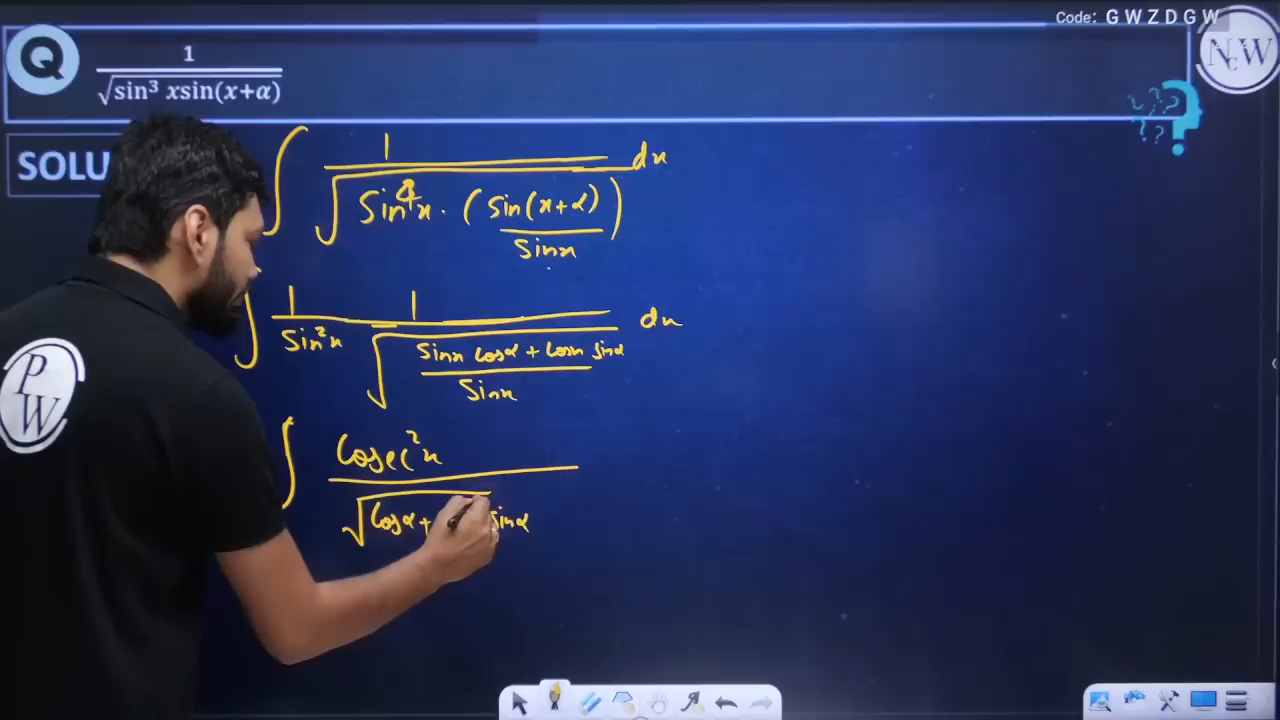 Code: G W Z D G W
N C W
Q
1
√sin³ xsin(x+α)
SOLU
∫ 1 dx
√Sin⁴x · (Sin(x+α))
Sinx
∫ 1 1 dx
Sin²x √Sinx Cosα + Cosx Sinα
Sinx
∫ Cosec²x
√Cosα + Sinα
P
W